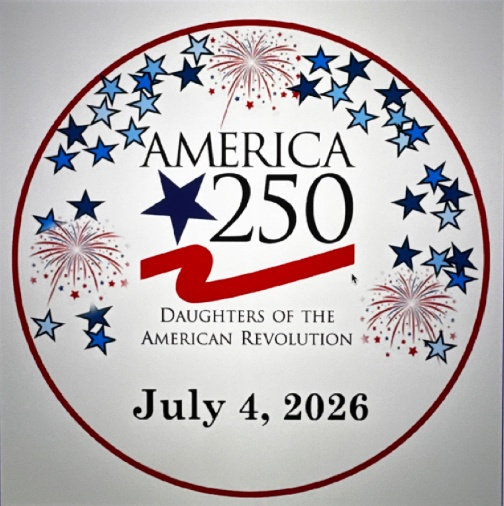 AMERICA
250
DAUGHTERS OF THE
AMERICAN REVOLUTION
July 4, 2026